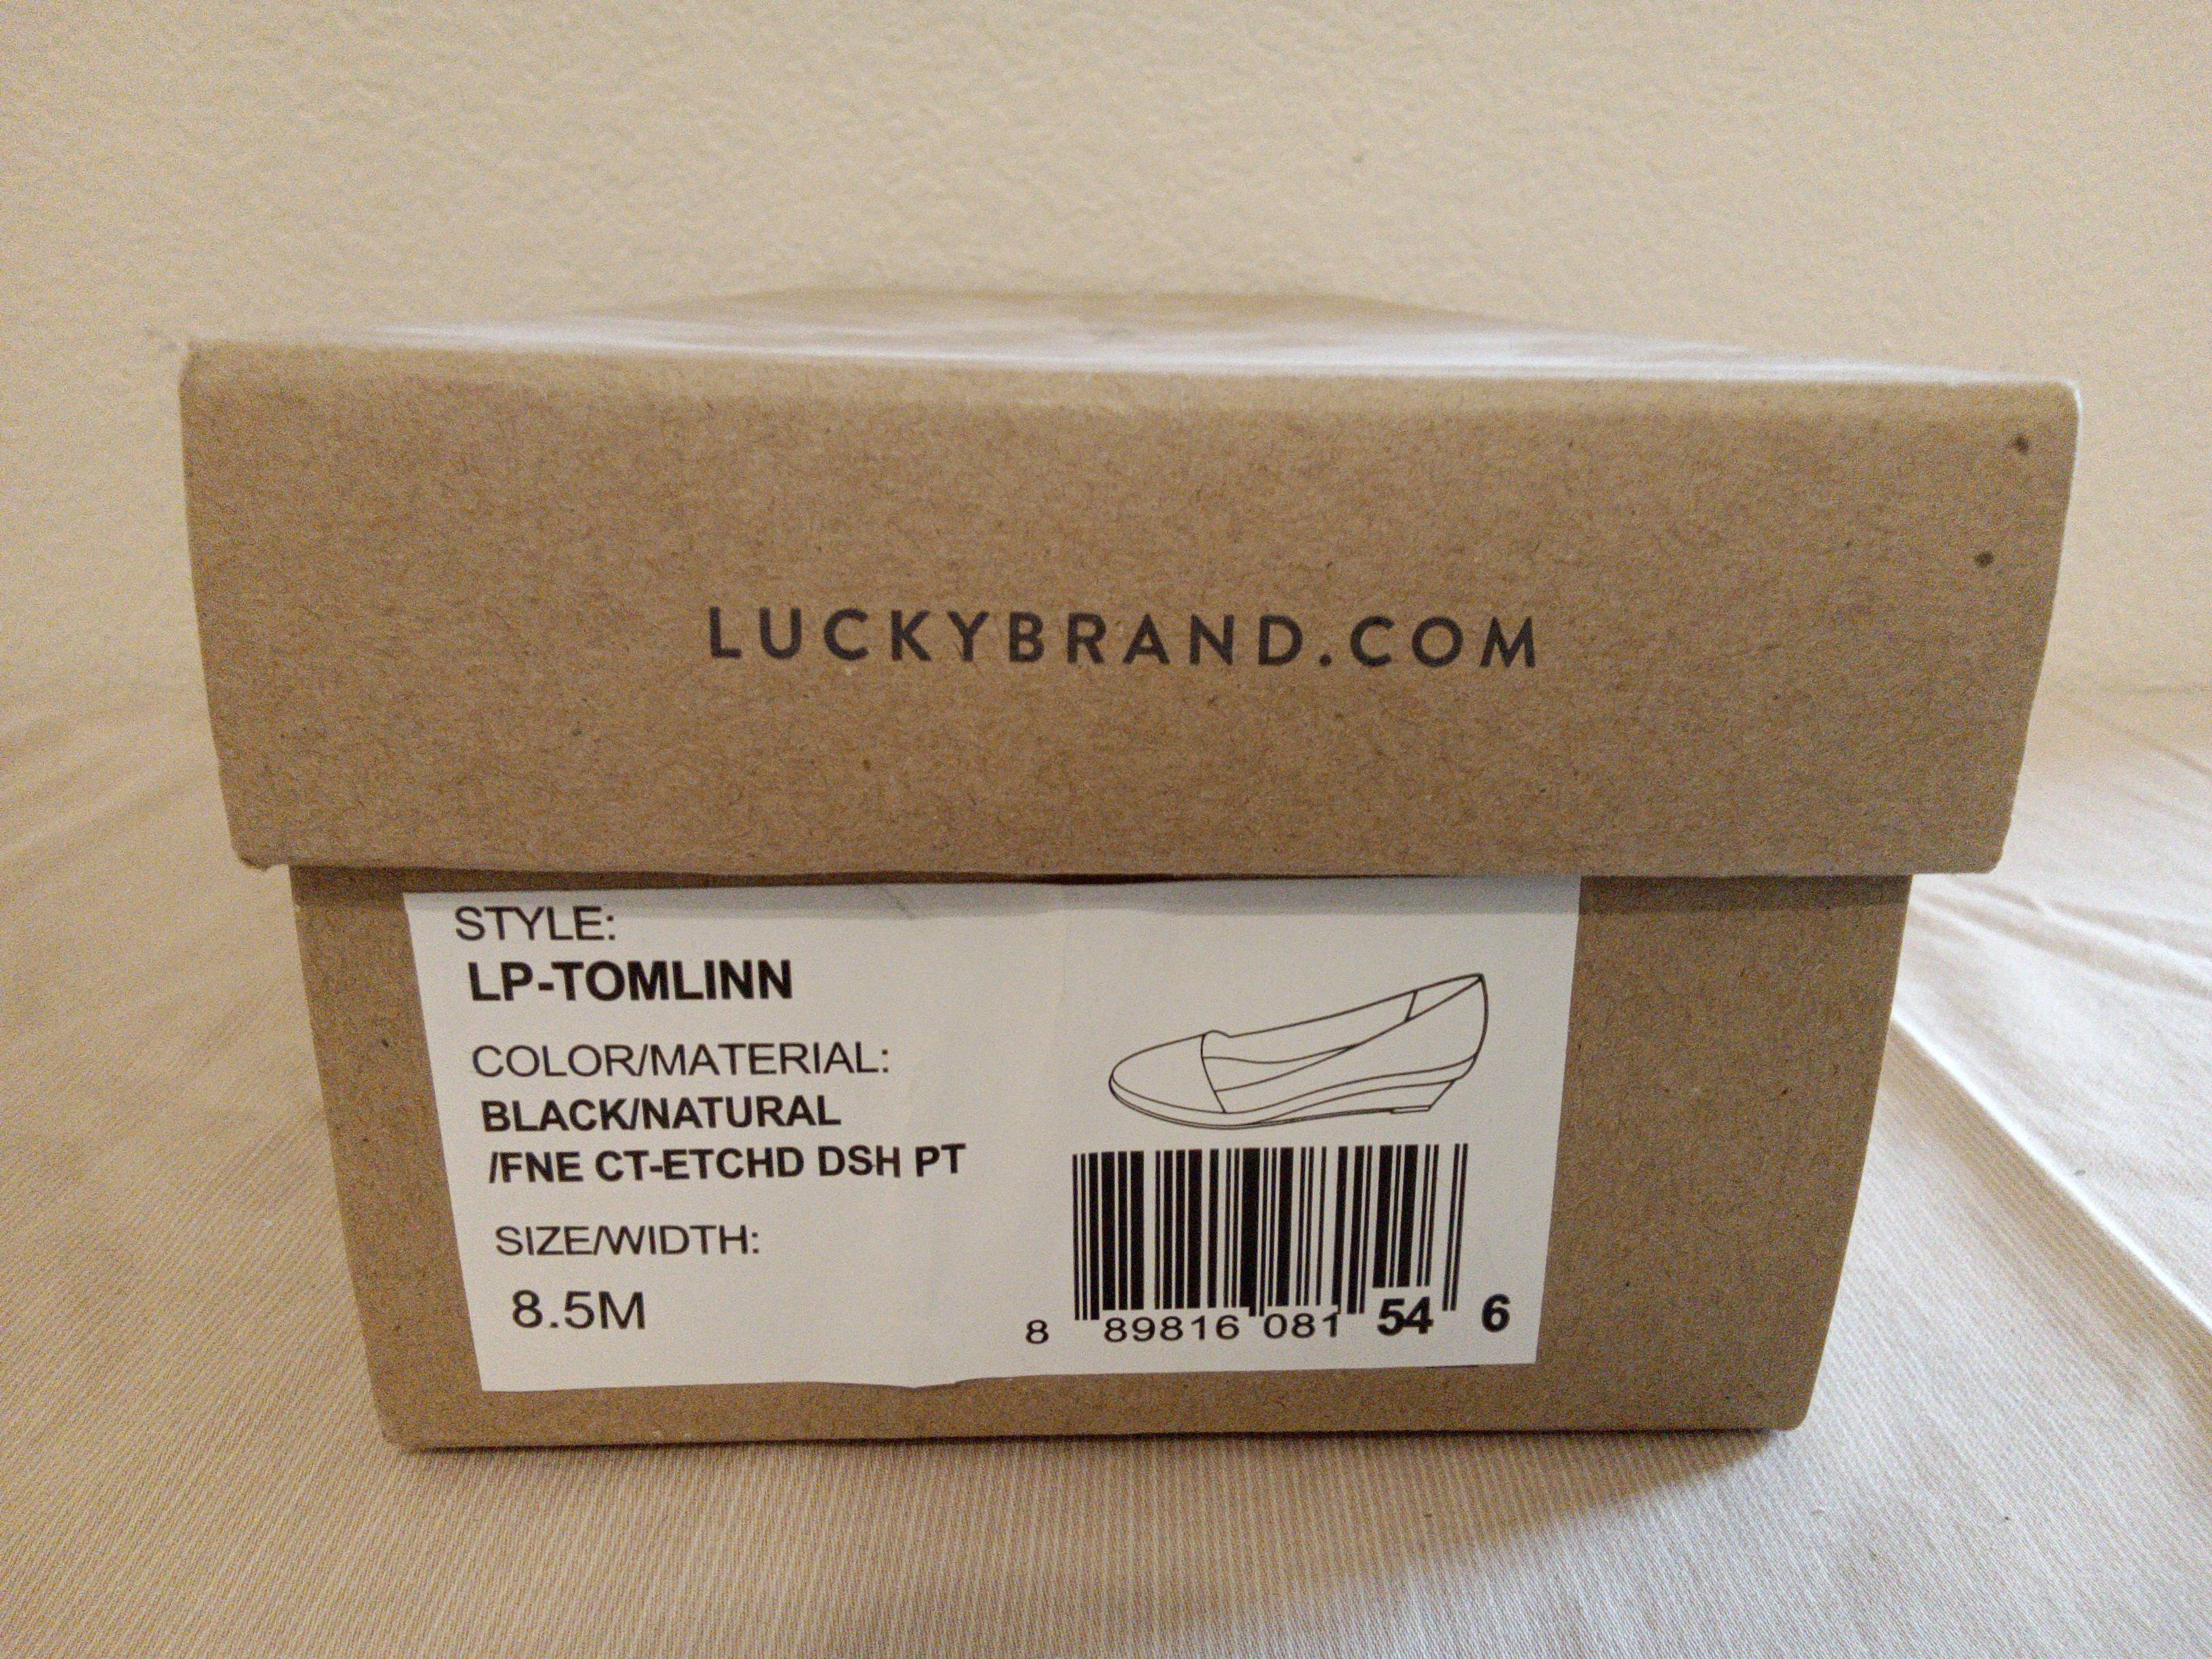 LUCKYBRAND.COM
STYLE:
LP-TOMLINN
COLOR/MATERIAL:
BLACK/NATURAL
/FNE CT-ETCHD DSH PT
SIZE/WIDTH:
8.5M
8 89816 081 54 6